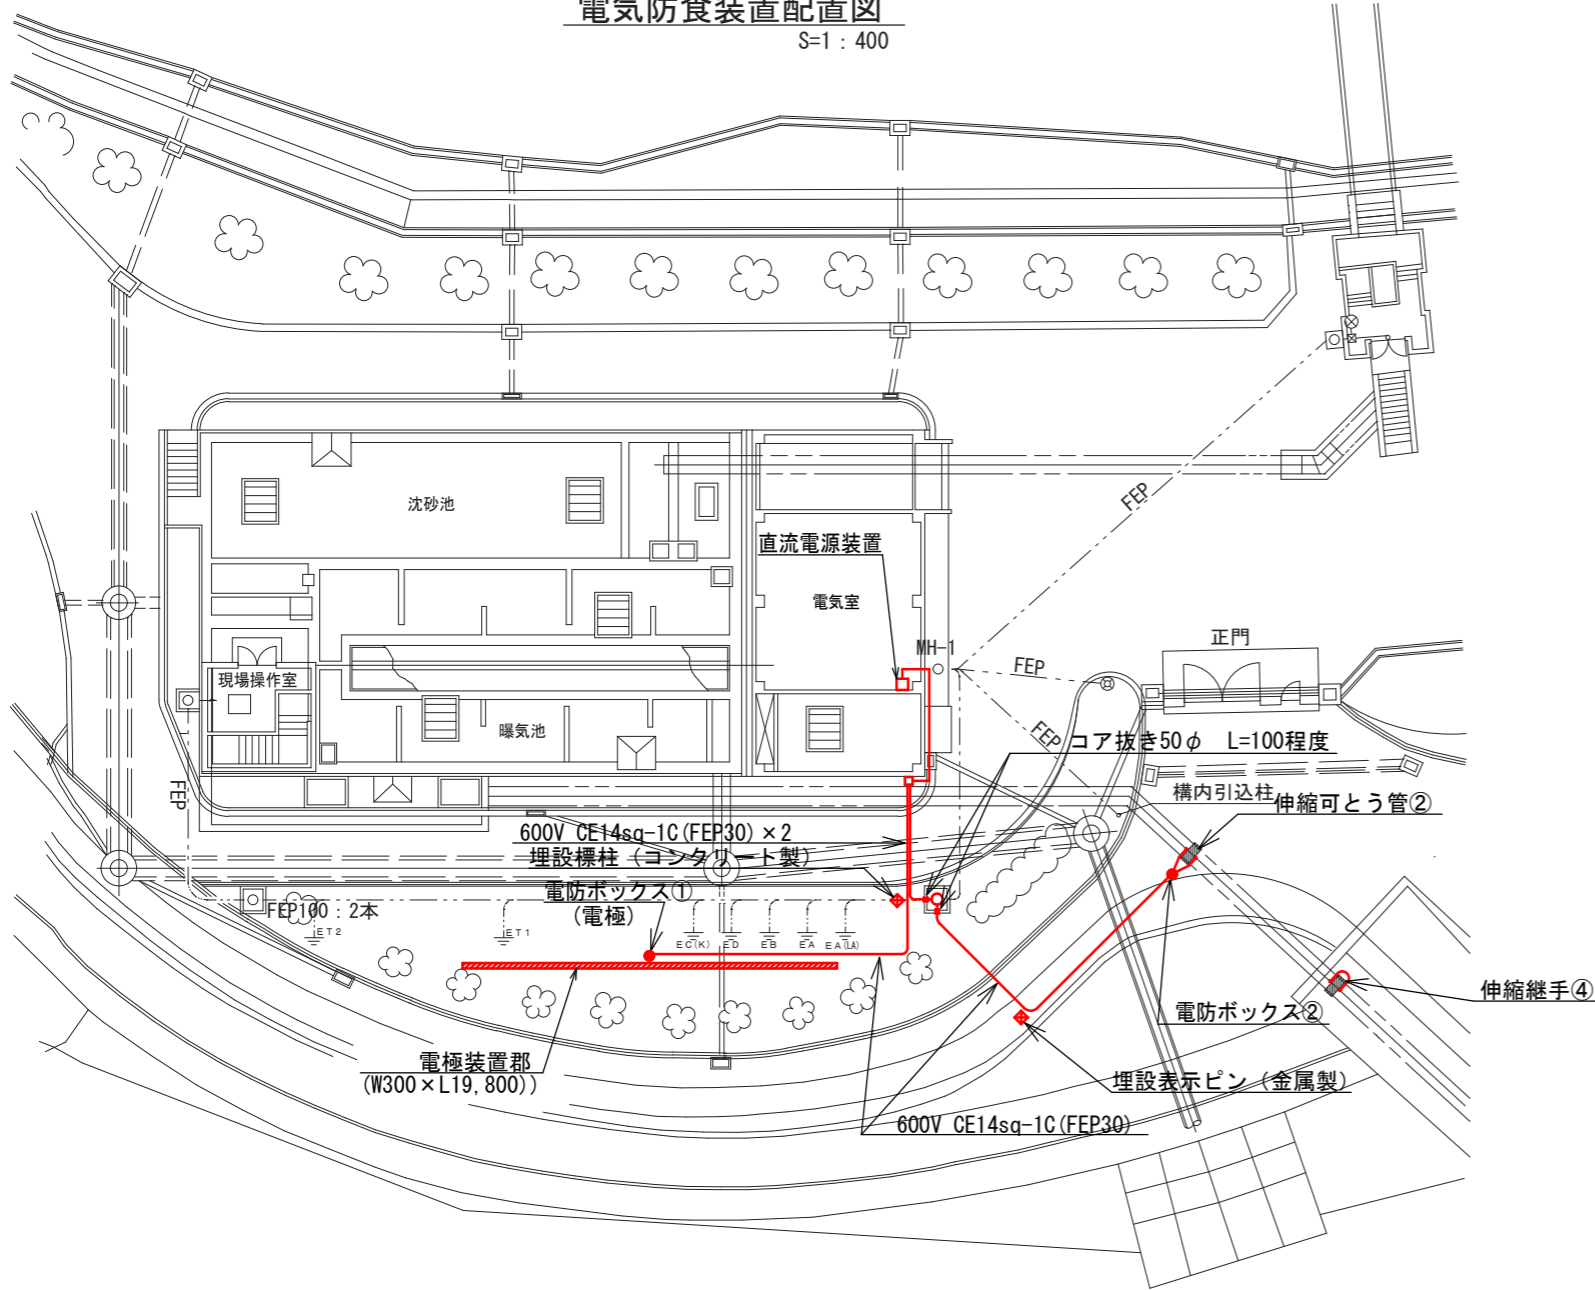 電気防食装置配置図
S=1：400
沈砂池
FEP
直流電源装置
電気室
正門
MH-1
FEP
現場操作室
曝気池
FEP
コア抜き50φ　L=100程度
FEP
構内引込柱
伸縮可とう管②
600V CE14sq-1C(FEP30)×2
埋設標柱（コンクリート製）
電防ボックス①
(電極)
FEP100：2本
ET2
ET1
EC(K)
ED
EB
EA
EA(LA)
伸縮継手④
電防ボックス②
電極装置郡
(W300×L19,800))
埋設表示ピン（金属製）
600V CE14sq-1C(FEP30)